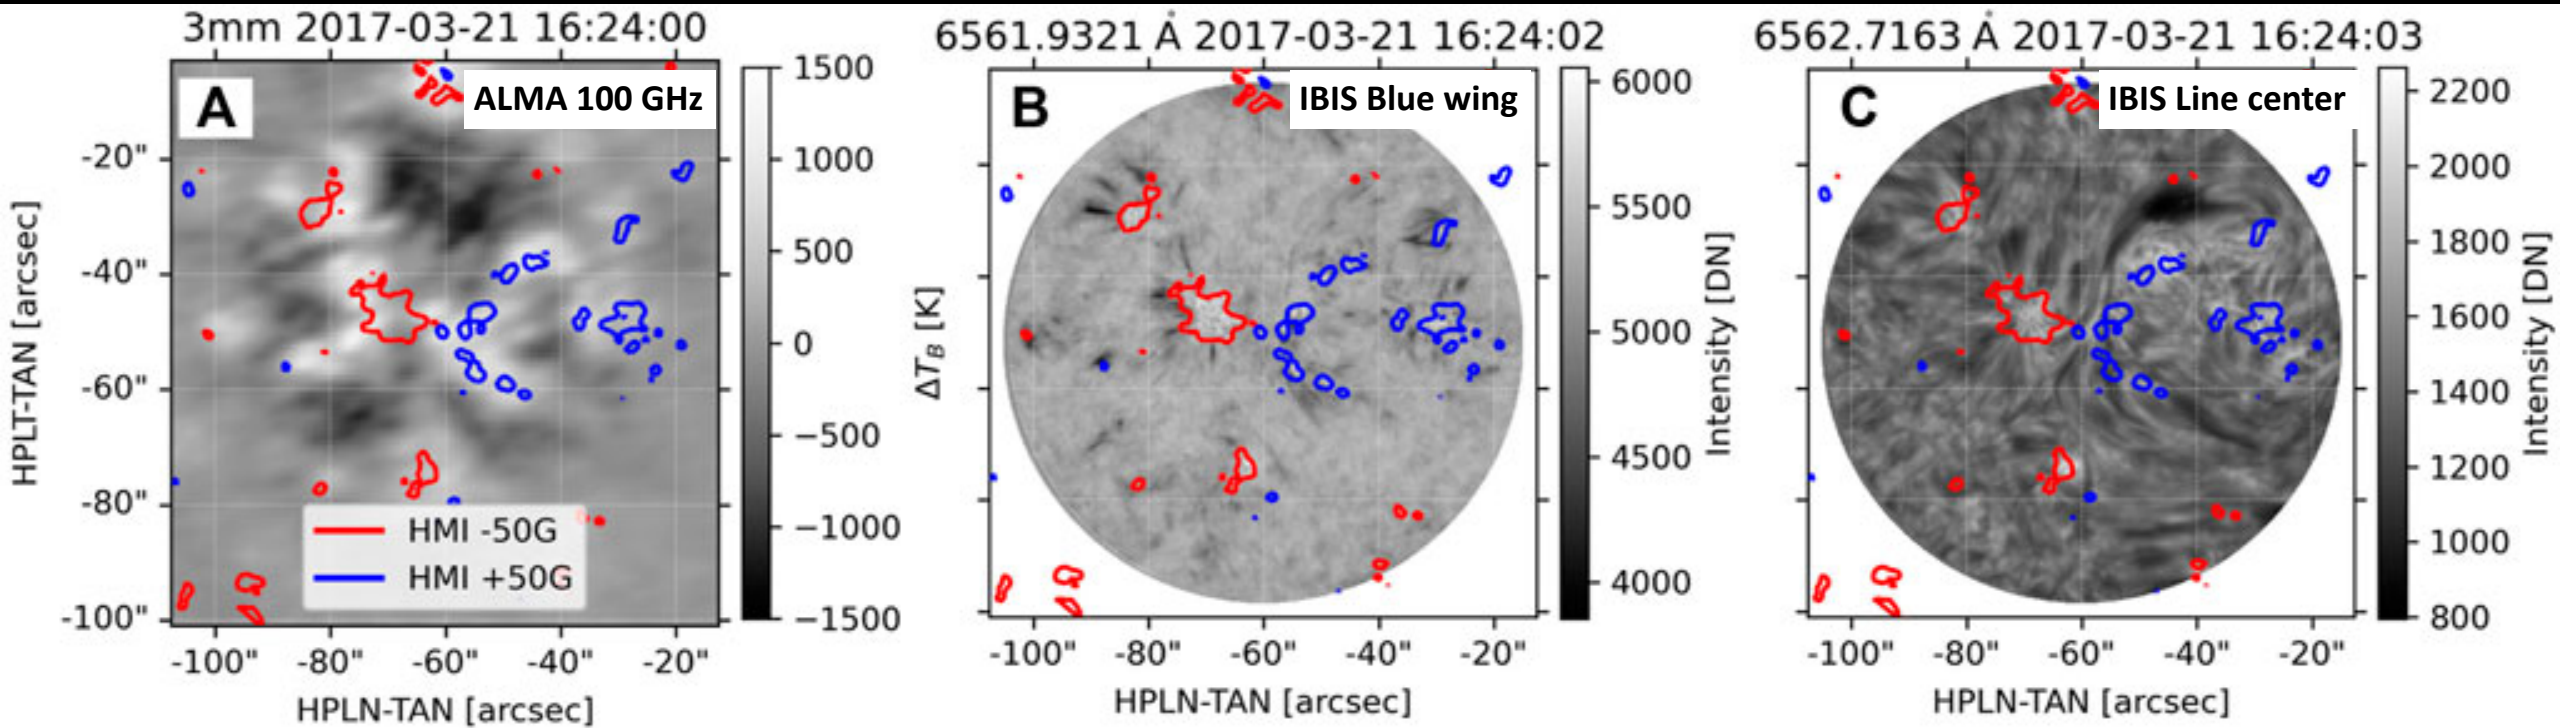 3mm 2017-03-21 16:24:00
A
ALMA 100 GHz
HPLT-TAN [arcsec]
-20"
-40"
-60"
-80"
-100"
HMI -50G
HMI +50G
-100" -80" -60" -40" -20"
HPLN-TAN [arcsec]
1500
1000
500
0
−500
−1000
−1500
ΔT_B [K]
6561.9321 Å 2017-03-21 16:24:02
B
IBIS Blue wing
-100" -80" -60" -40" -20"
HPLN-TAN [arcsec]
6000
5500
5000
4500
4000
Intensity [DN]
6562.7163 Å 2017-03-21 16:24:03
C
IBIS Line center
-100" -80" -60" -40" -20"
HPLN-TAN [arcsec]
2200
2000
1800
1600
1400
1200
1000
800
Intensity [DN]